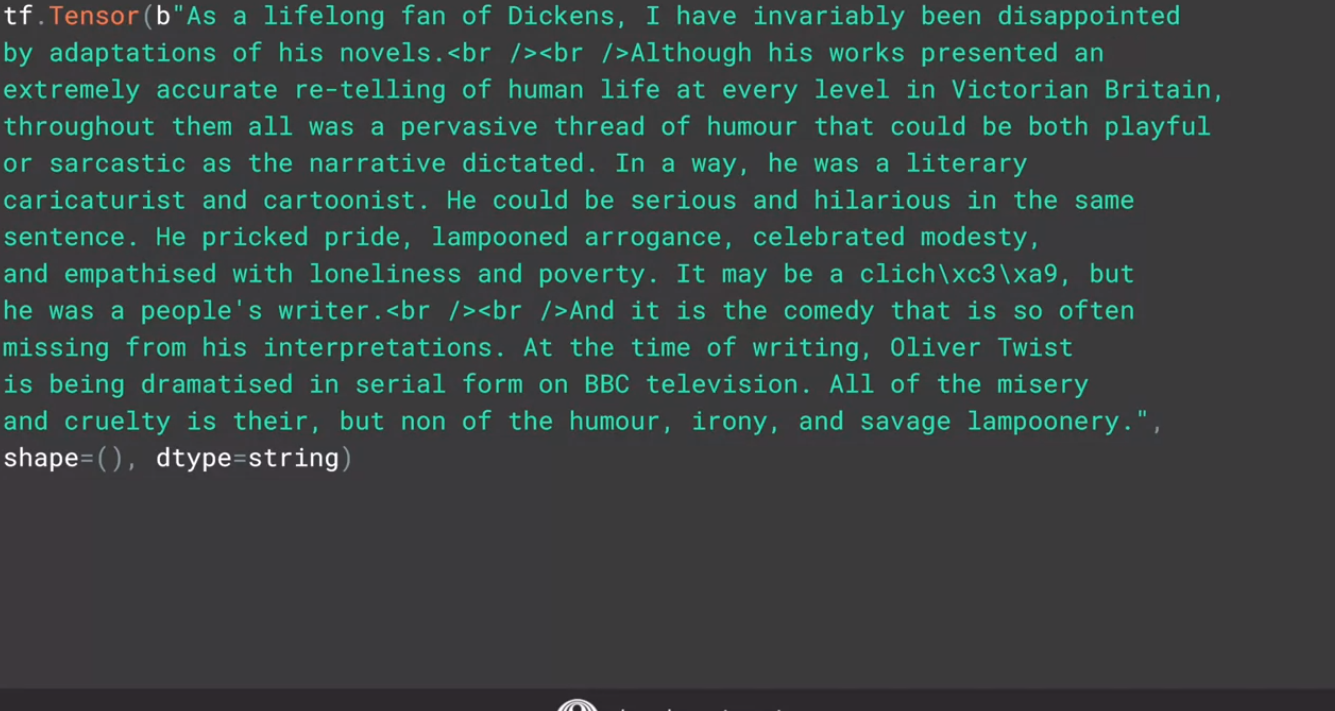 tf.Tensor(b"As a lifelong fan of Dickens, I have invariably been disappointed
by adaptations of his novels.<br /><br />Although his works presented an
extremely accurate re-telling of human life at every level in Victorian Britain,
throughout them all was a pervasive thread of humour that could be both playful
or sarcastic as the narrative dictated. In a way, he was a literary
caricaturist and cartoonist. He could be serious and hilarious in the same
sentence. He pricked pride, lampooned arrogance, celebrated modesty,
and empathised with loneliness and poverty. It may be a clich\xc3\xa9, but
he was a people's writer.<br /><br />And it is the comedy that is so often
missing from his interpretations. At the time of writing, Oliver Twist
is being dramatised in serial form on BBC television. All of the misery
and cruelty is their, but non of the humour, irony, and savage lampoonery.",
shape=(), dtype=string)